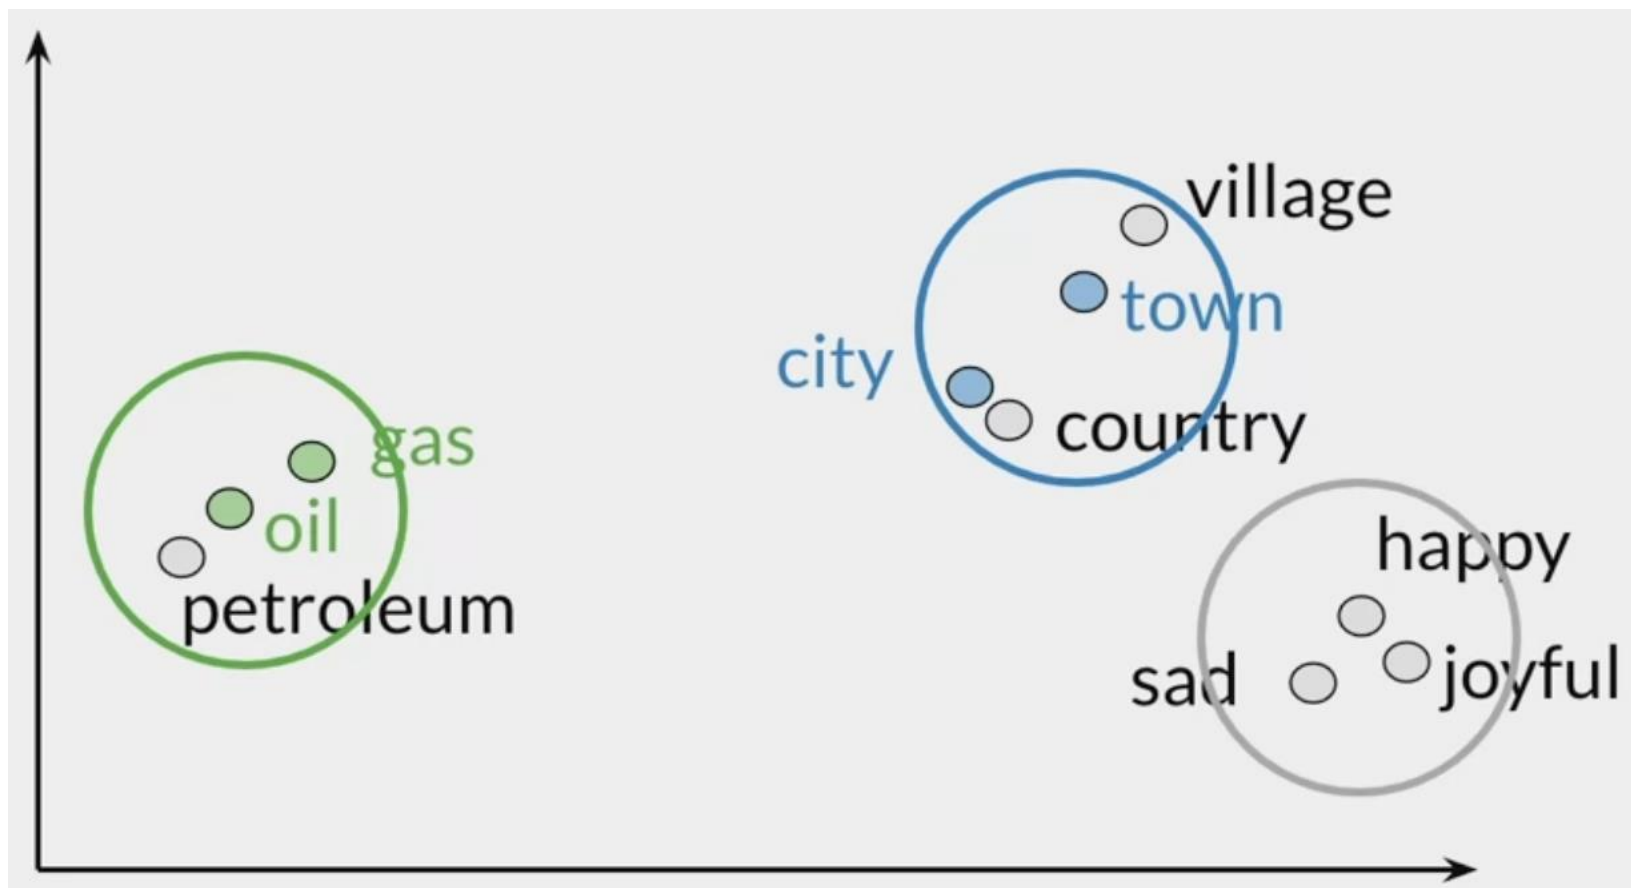 village
town
city
country
gas
oil
petroleum
happy
sad
joyful